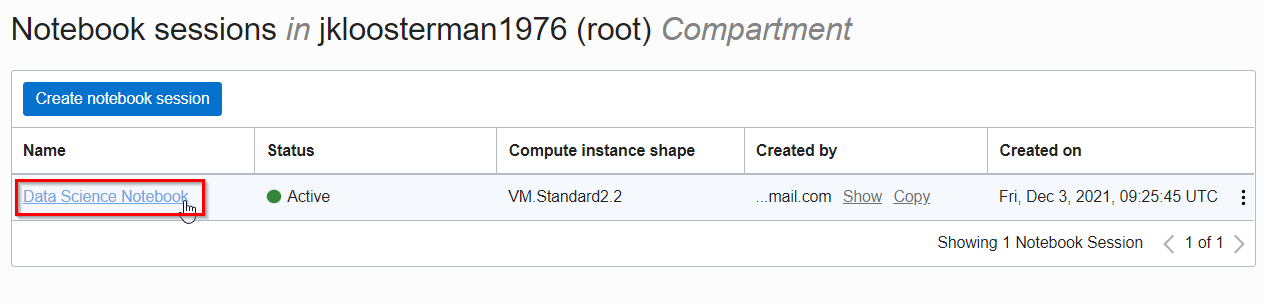 Notebook sessions in jkloosterman1976 (root) Compartment
Create notebook session
Name Status Compute instance shape Created by Created on
Data Science Notebook Active VM.Standard2.2 ...mail.com Show Copy Fri, Dec 3, 2021, 09:25:45 UTC
Showing 1 Notebook Session 1 of 1